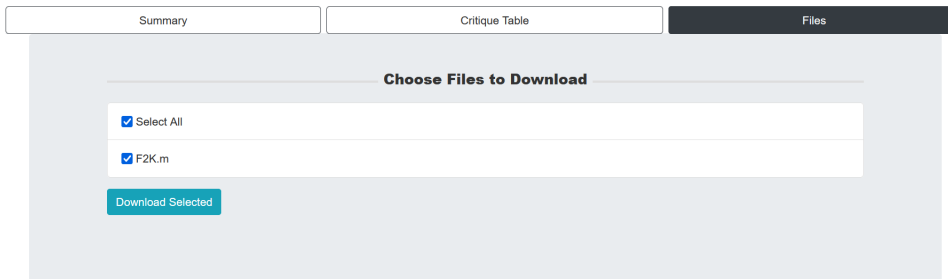 Summary
Critique Table
Files
Choose Files to Download
Select All
F2K.m
Download Selected